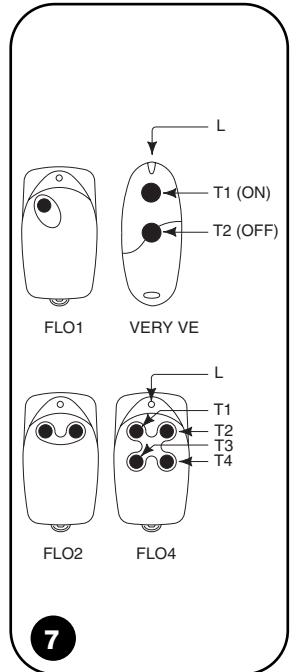 L
T1 (ON)
T2 (OFF)
FLO1 VERY VE
L
T1
T2
T3
T4
FLO2 FLO4
7